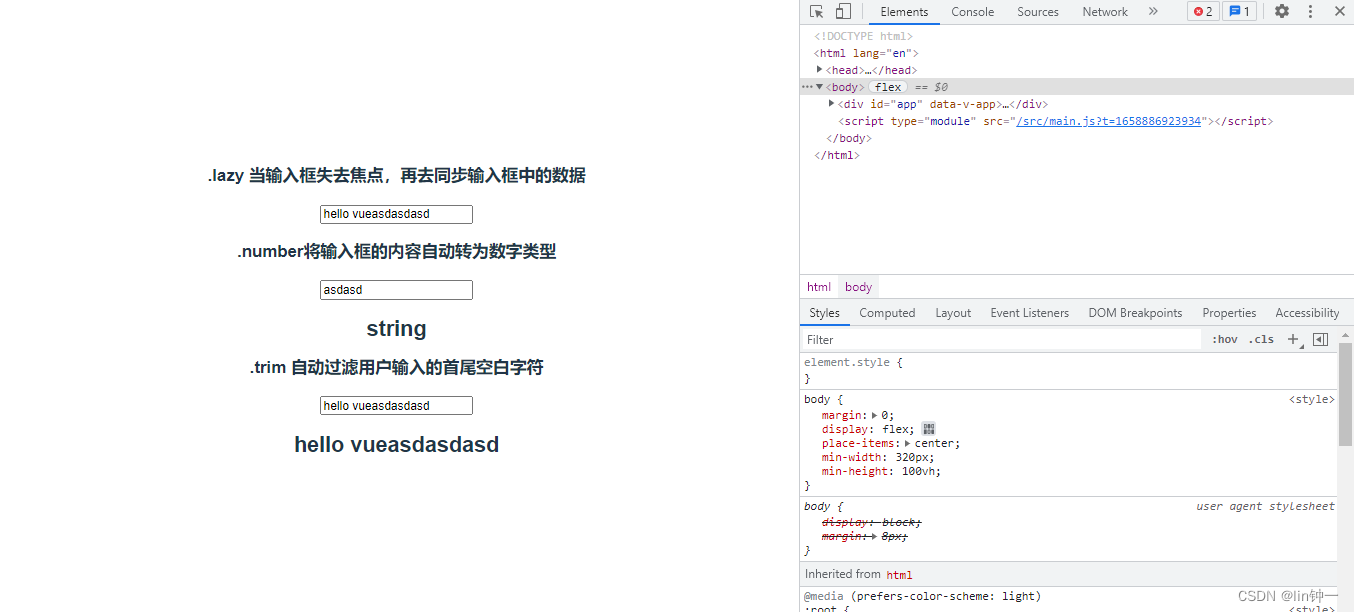 .lazy 当输入框失去焦点，再去同步输入框中的数据
hello vueasdasdasd
.number将输入框的内容自动转为数字类型
asdasd
string
.trim 自动过滤用户输入的首尾空白字符
hello vueasdasdasd
hello vueasdasdasd
Elements Console Sources Network » 2 1
<!DOCTYPE html>
<html lang="en">
<head>…</head>
<body> flex == $0
<div id="app" data-v-app>…</div>
<script type="module" src="/src/main.js?t=1658886923934"></script>
</body>
</html>
html body
Styles Computed Layout Event Listeners DOM Breakpoints Properties Accessibility
Filter :hov .cls +
element.style {
}
body { <style>
margin: 0;
display: flex;
place-items: center;
min-width: 320px;
min-height: 100vh;
}
body { user agent stylesheet
display: block;
margin: 8px;
}
Inherited from html
@media (prefers-color-scheme: light)
:root { <style>
CSDN @lin钟一